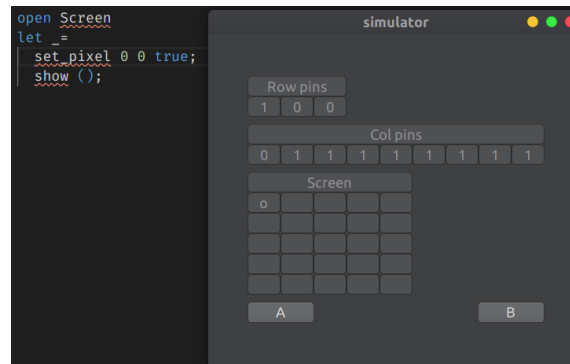 open Screen
let _=
set_pixel 0 0 true;
show ();
simulator
Row pins
1 0 0
Col pins
0 1 1 1 1 1 1 1 1
Screen
o
A B